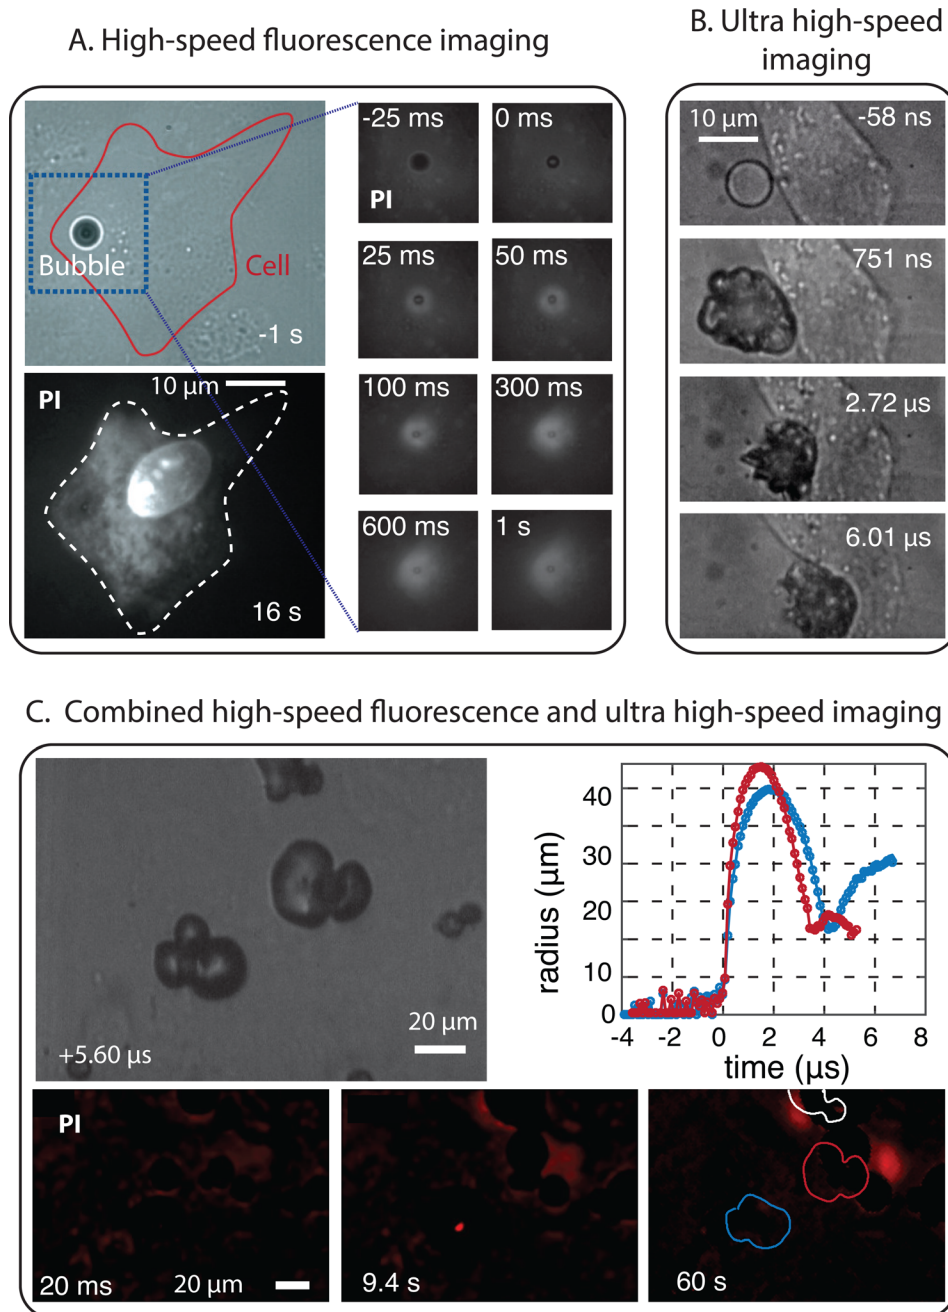 A. High-speed fluorescence imaging
B. Ultra high-speed
imaging
Bubble
Cell
-1 s
10 µm
PI
16 s
-25 ms
PI
0 ms
25 ms
50 ms
100 ms
300 ms
600 ms
1 s
10 µm
-58 ns
751 ns
2.72 µs
6.01 µs
C. Combined high-speed fluorescence and ultra high-speed imaging
20 µm
+5.60 µs
radius (µm)
40
30
20
10
0
-4
-2
0
2
4
6
8
time (µs)
PI
20 ms
20 µm
9.4 s
60 s